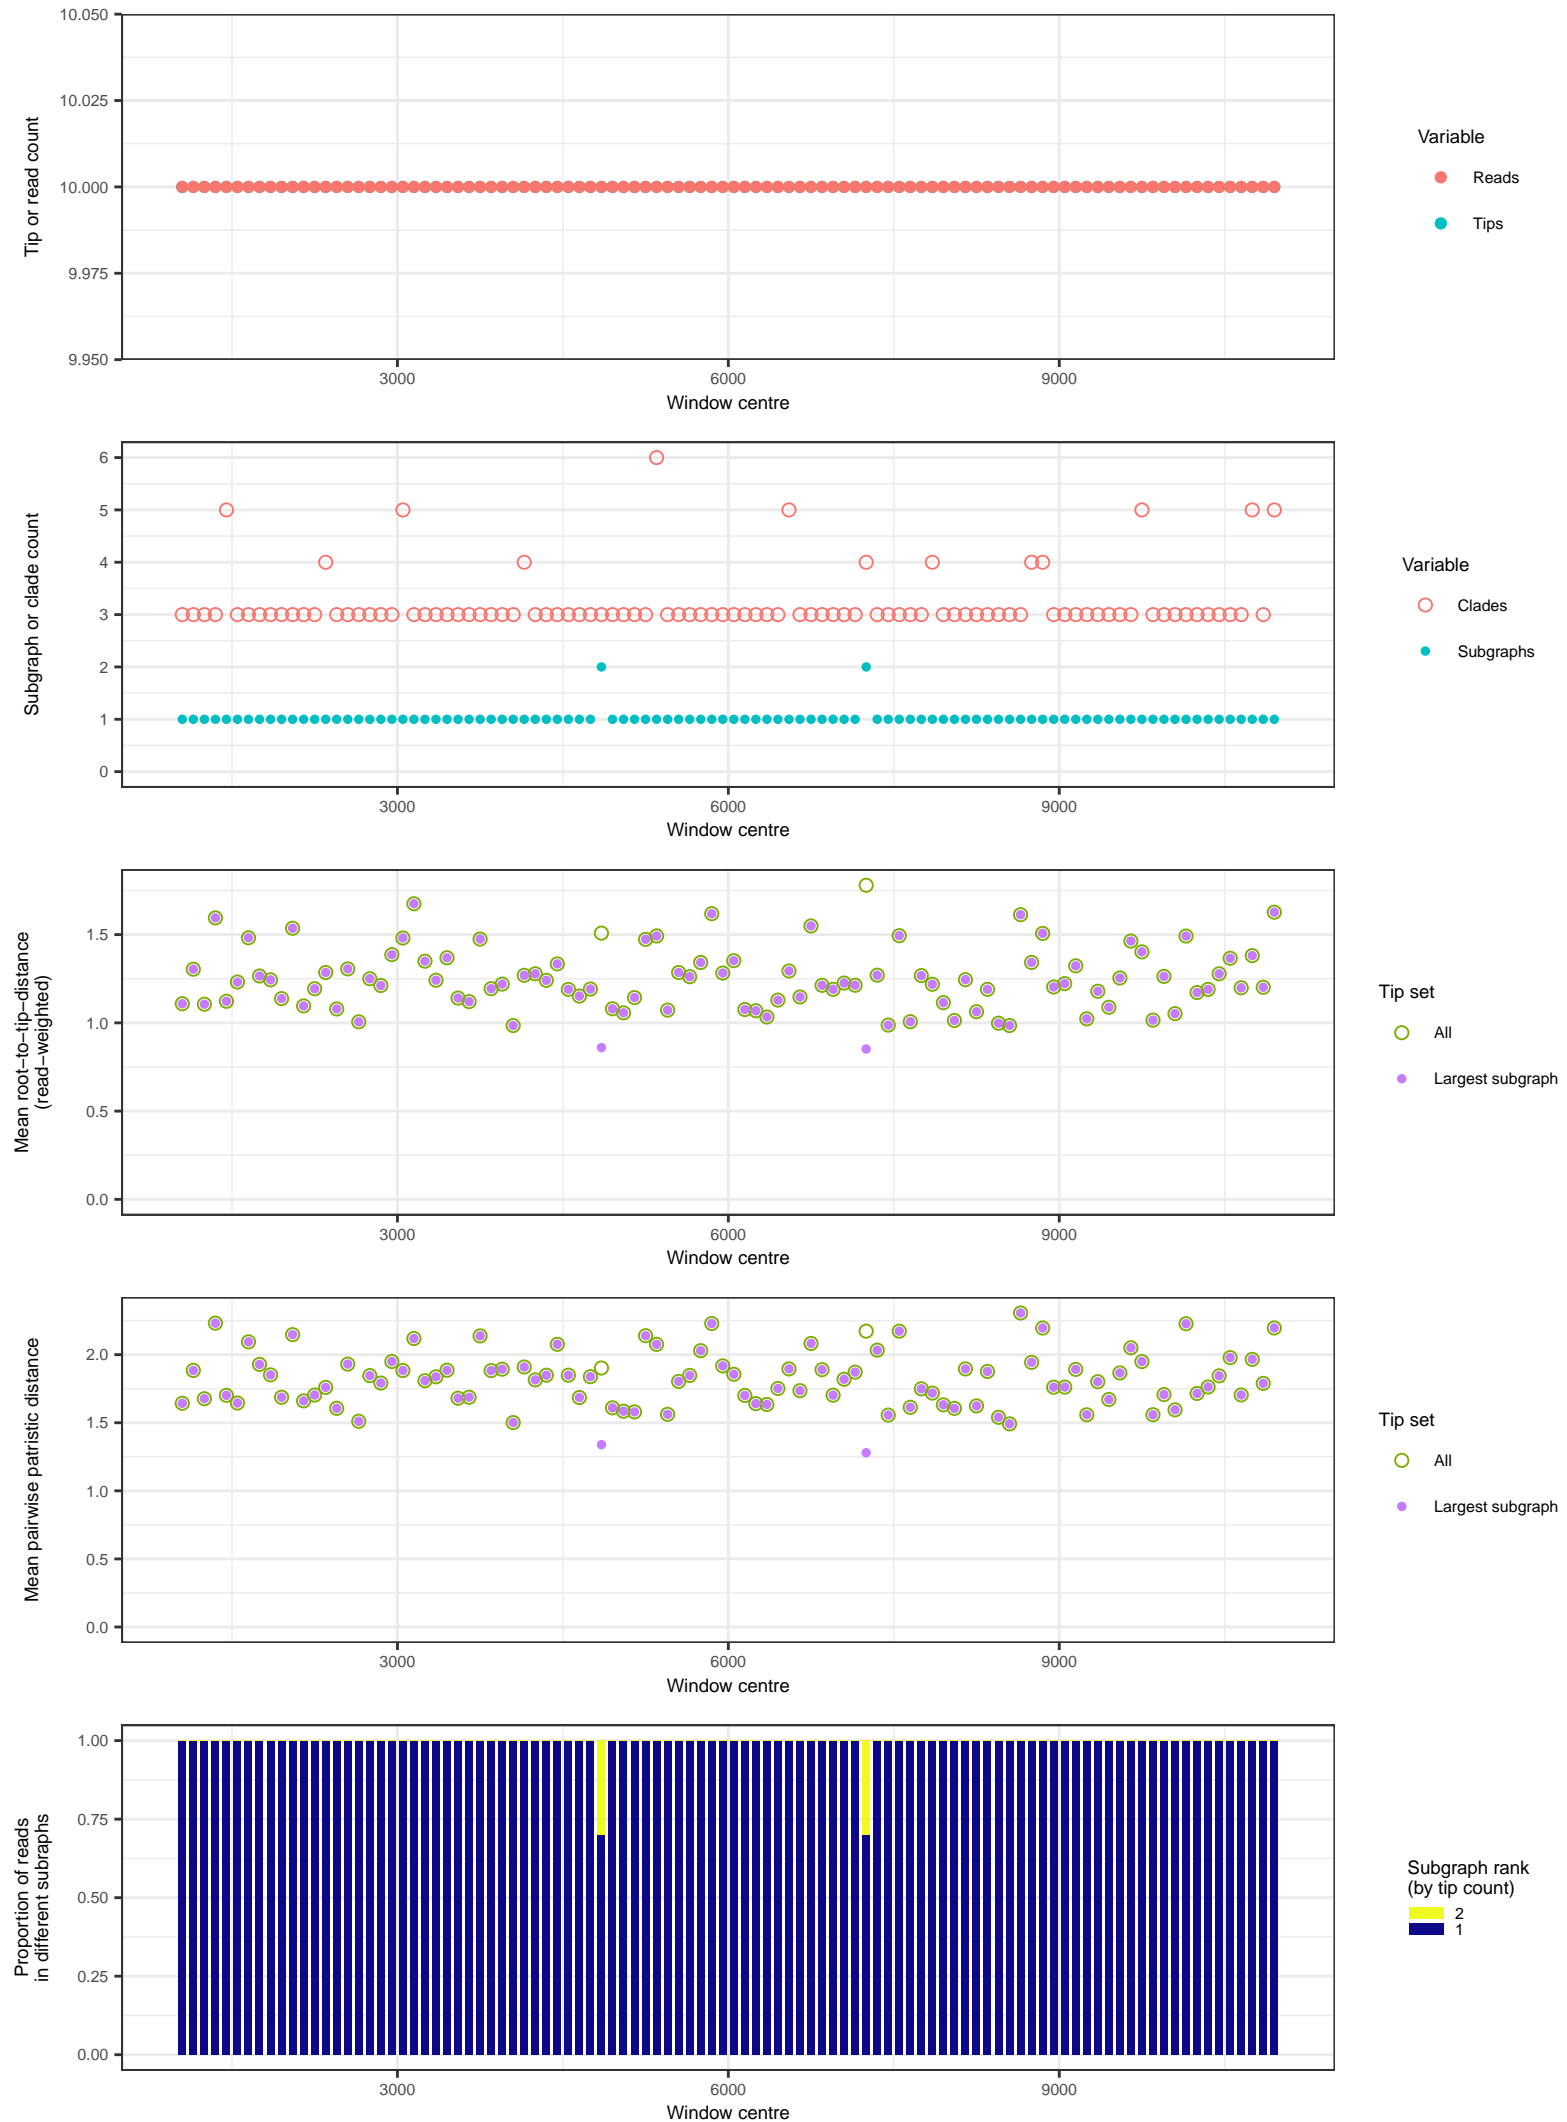 10.050
10.025
10.000
9.975
9.950
Tip or read count
3000
6000
9000
Window centre
Variable
Reads
Tips
6
5
4
3
2
1
0
Subgraph or clade count
3000
6000
9000
Window centre
Variable
Clades
Subgraphs
1.5
1.0
0.5
0.0
Mean root−to−tip−distance
(read−weighted)
3000
6000
9000
Window centre
Tip set
All
Largest subgraph
2.0
1.5
1.0
0.5
0.0
Mean pairwise patristic distance
3000
6000
9000
Window centre
Tip set
All
Largest subgraph
1.00
0.75
0.50
0.25
0.00
Proportion of reads
in different subraphs
3000
6000
9000
Window centre
Subgraph rank
(by tip count)
2
1